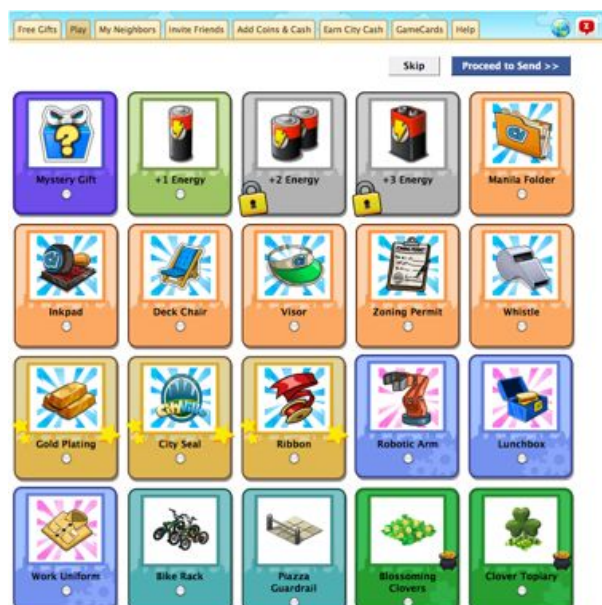 Free Gifts Play My Neighbors Invite Friends Add Coins & Cash Earn City Cash GameCards Help
Skip Proceed to Send >>
Mystery Gift +1 Energy +2 Energy +3 Energy Manila Folder
Inkpad Deck Chair Visor Zoning Permit Whistle
Gold Plating City Seal Ribbon Robotic Arm Lunchbox
Work Uniform Bike Rack Piazza Blossoming Clover Topiary
Guardrail Clovers